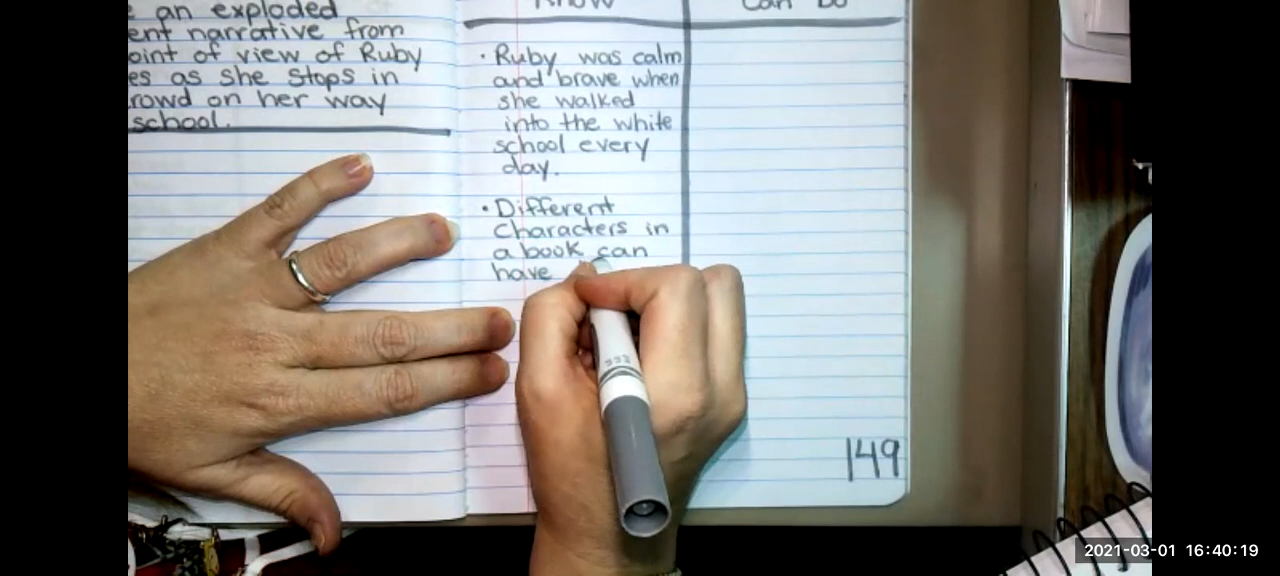 an exploded
ent narrative from
oint of view of Ruby
es as she stops in
rowd on her way
school.
Know
Can Do
• Ruby was calm
and brave when
she walked
into the white
school every
day.
• Different
Characters in
a book can
have
149
2021-03-01 16:40:19